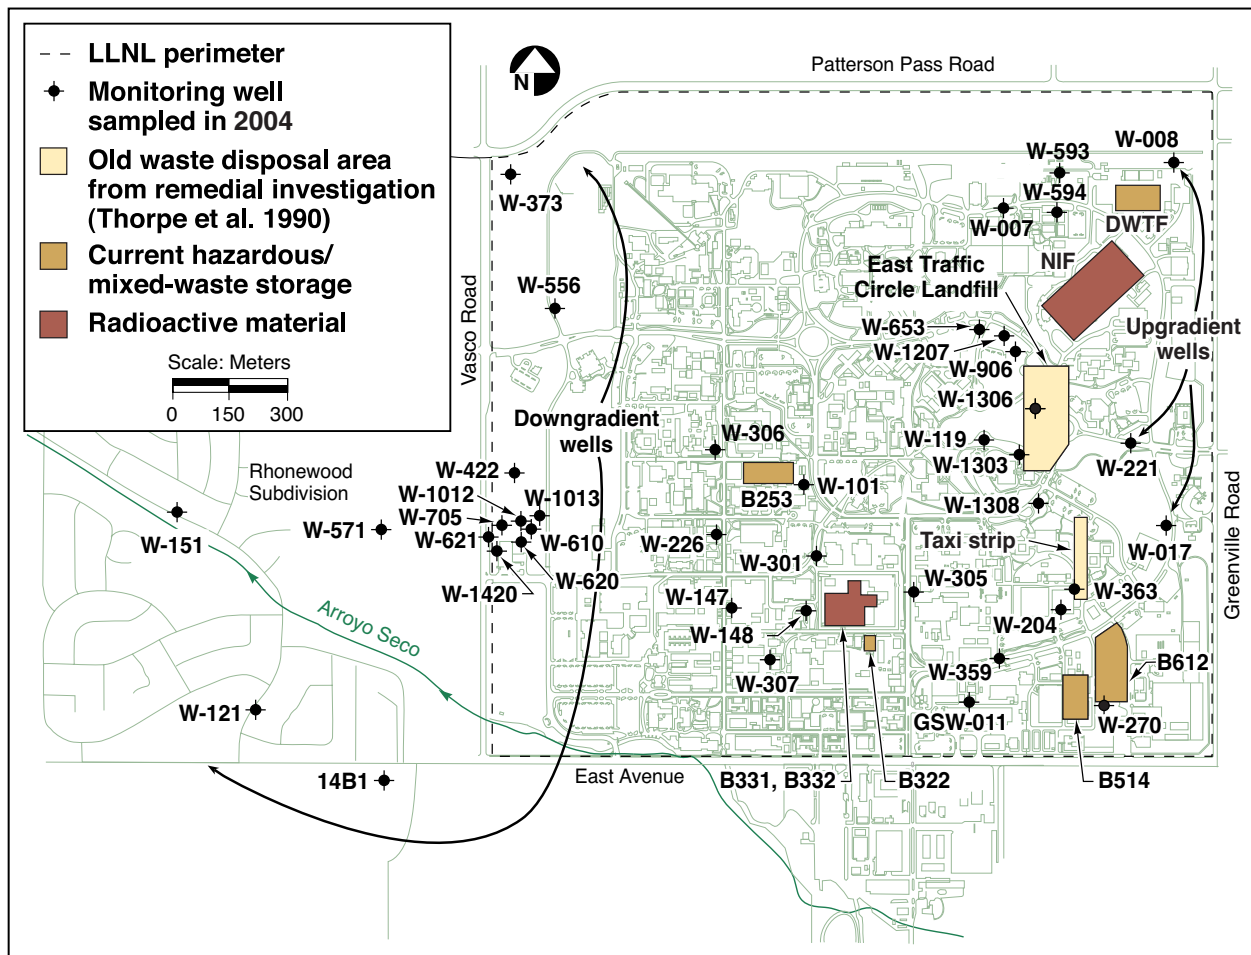 LLNL perimeter
Monitoring well
sampled in 2004
Old waste disposal area
from remedial investigation
(Thorpe et al. 1990)
Current hazardous/
mixed-waste storage
Radioactive material
Scale: Meters
0 150 300
N
Patterson Pass Road
W-008
W-593
W-594
W-373
W-007
DWTF
NIF
East Traffic
Circle Landfill
W-556
Vasco Road
W-653
W-1207
W-906
Upgradient
wells
W-1306
Downgradient
wells
W-306
W-119
W-1303
W-221
Rhonewood
Subdivision
W-422
W-1012
W-1013
B253
W-101
W-1308
W-705
W-571
W-621
W-610
W-226
W-151
Taxi strip
W-017
W-301
W-620
W-1420
W-305
W-363
Greenville Road
Arroyo Seco
W-147
W-148
W-204
W-307
W-359
B612
W-121
GSW-011
W-270
East Avenue
14B1
B331, B332
B322
B514